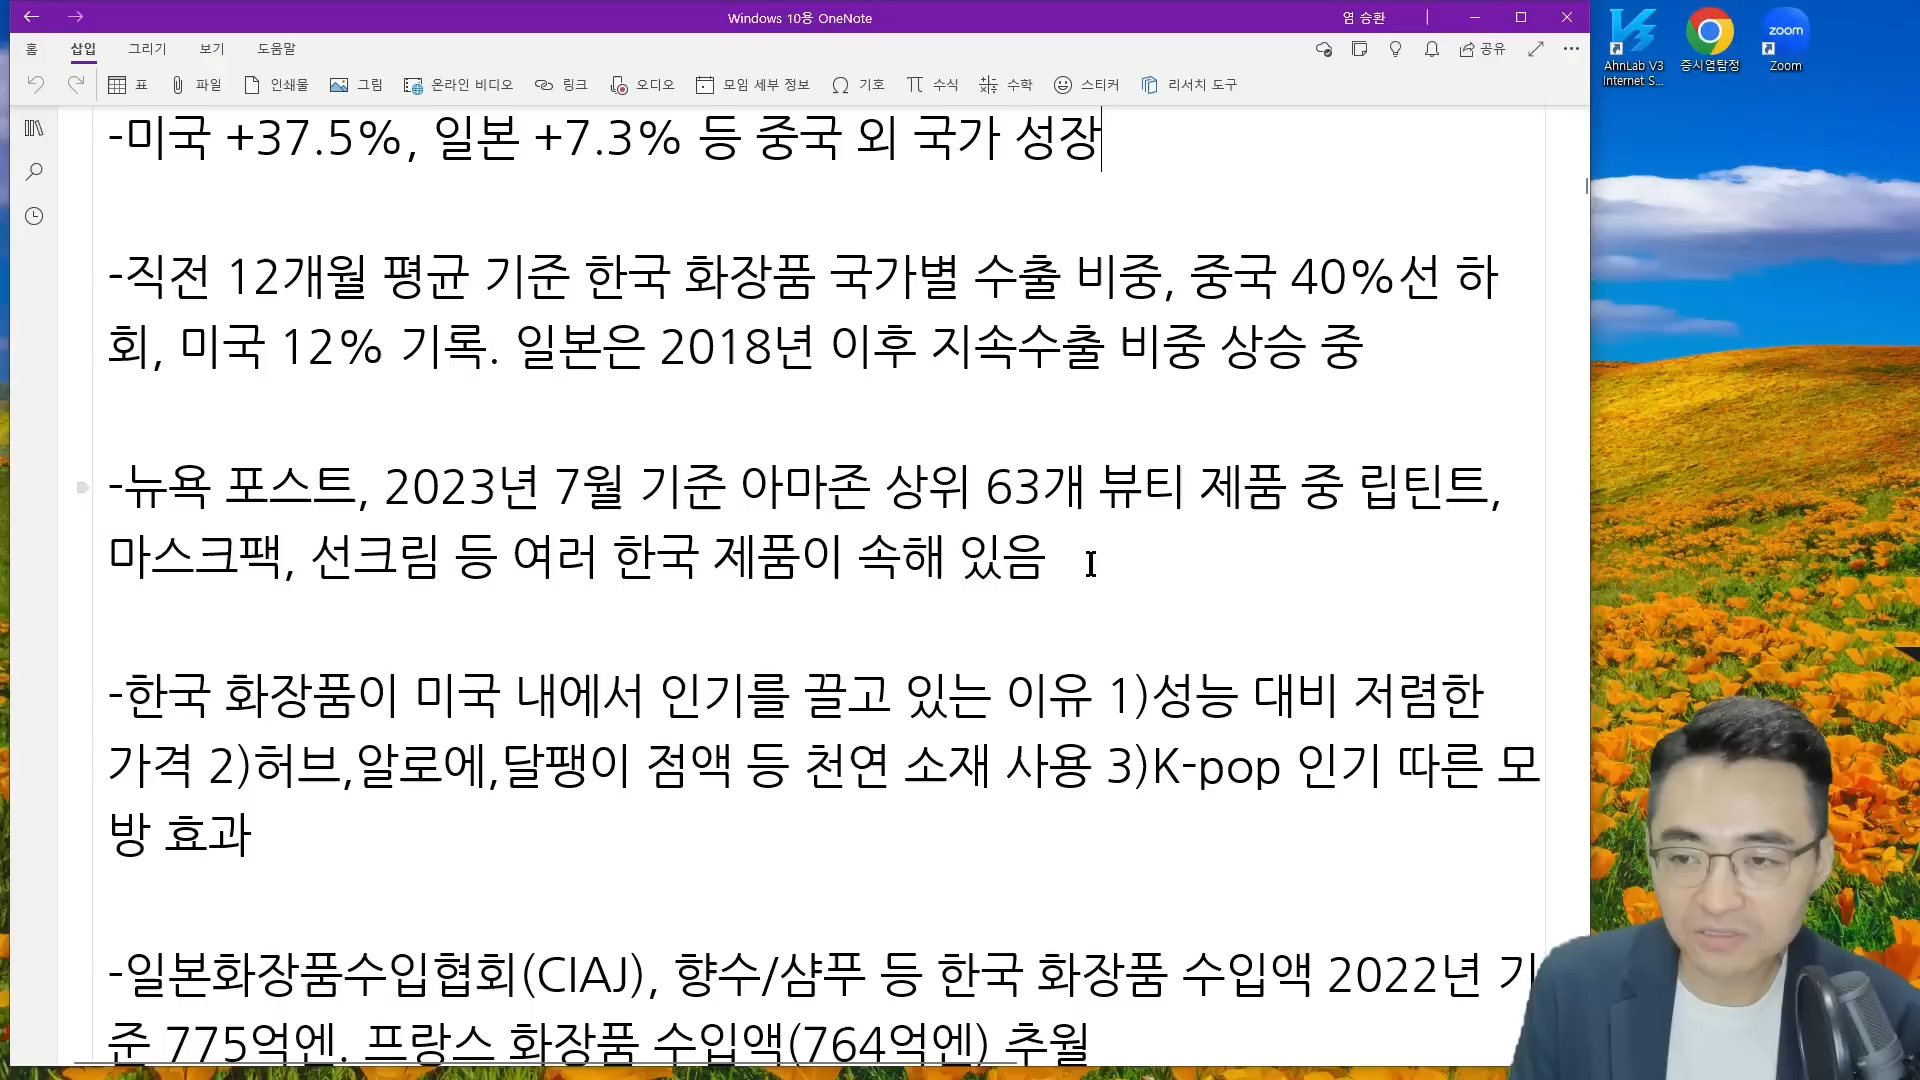 Windows 10용 OneNote
염 승환
홈 삽입 그리기 보기 도움말
공유
표 파일 인쇄물 그림 온라인 비디오 링크 오디오 모임 세부 정보 기호 수식 수학 스티커 리서치 도구
AhnLab V3
Internet S...
증시염탐정
zoom
Zoom
-미국 +37.5%, 일본 +7.3% 등 중국 외 국가 성장
-직전 12개월 평균 기준 한국 화장품 국가별 수출 비중, 중국 40%선 하
회, 미국 12% 기록. 일본은 2018년 이후 지속수출 비중 상승 중
-뉴욕 포스트, 2023년 7월 기준 아마존 상위 63개 뷰티 제품 중 립틴트,
마스크팩, 선크림 등 여러 한국 제품이 속해 있음
-한국 화장품이 미국 내에서 인기를 끌고 있는 이유 1)성능 대비 저렴한
가격 2)허브,알로에,달팽이 점액 등 천연 소재 사용 3)K-pop 인기 따른 모
방 효과
-일본화장품수입협회(CIAJ), 향수/샴푸 등 한국 화장품 수입액 2022년 기
준 775억엔. 프랑스 화장품 수입액(764억엔) 추월